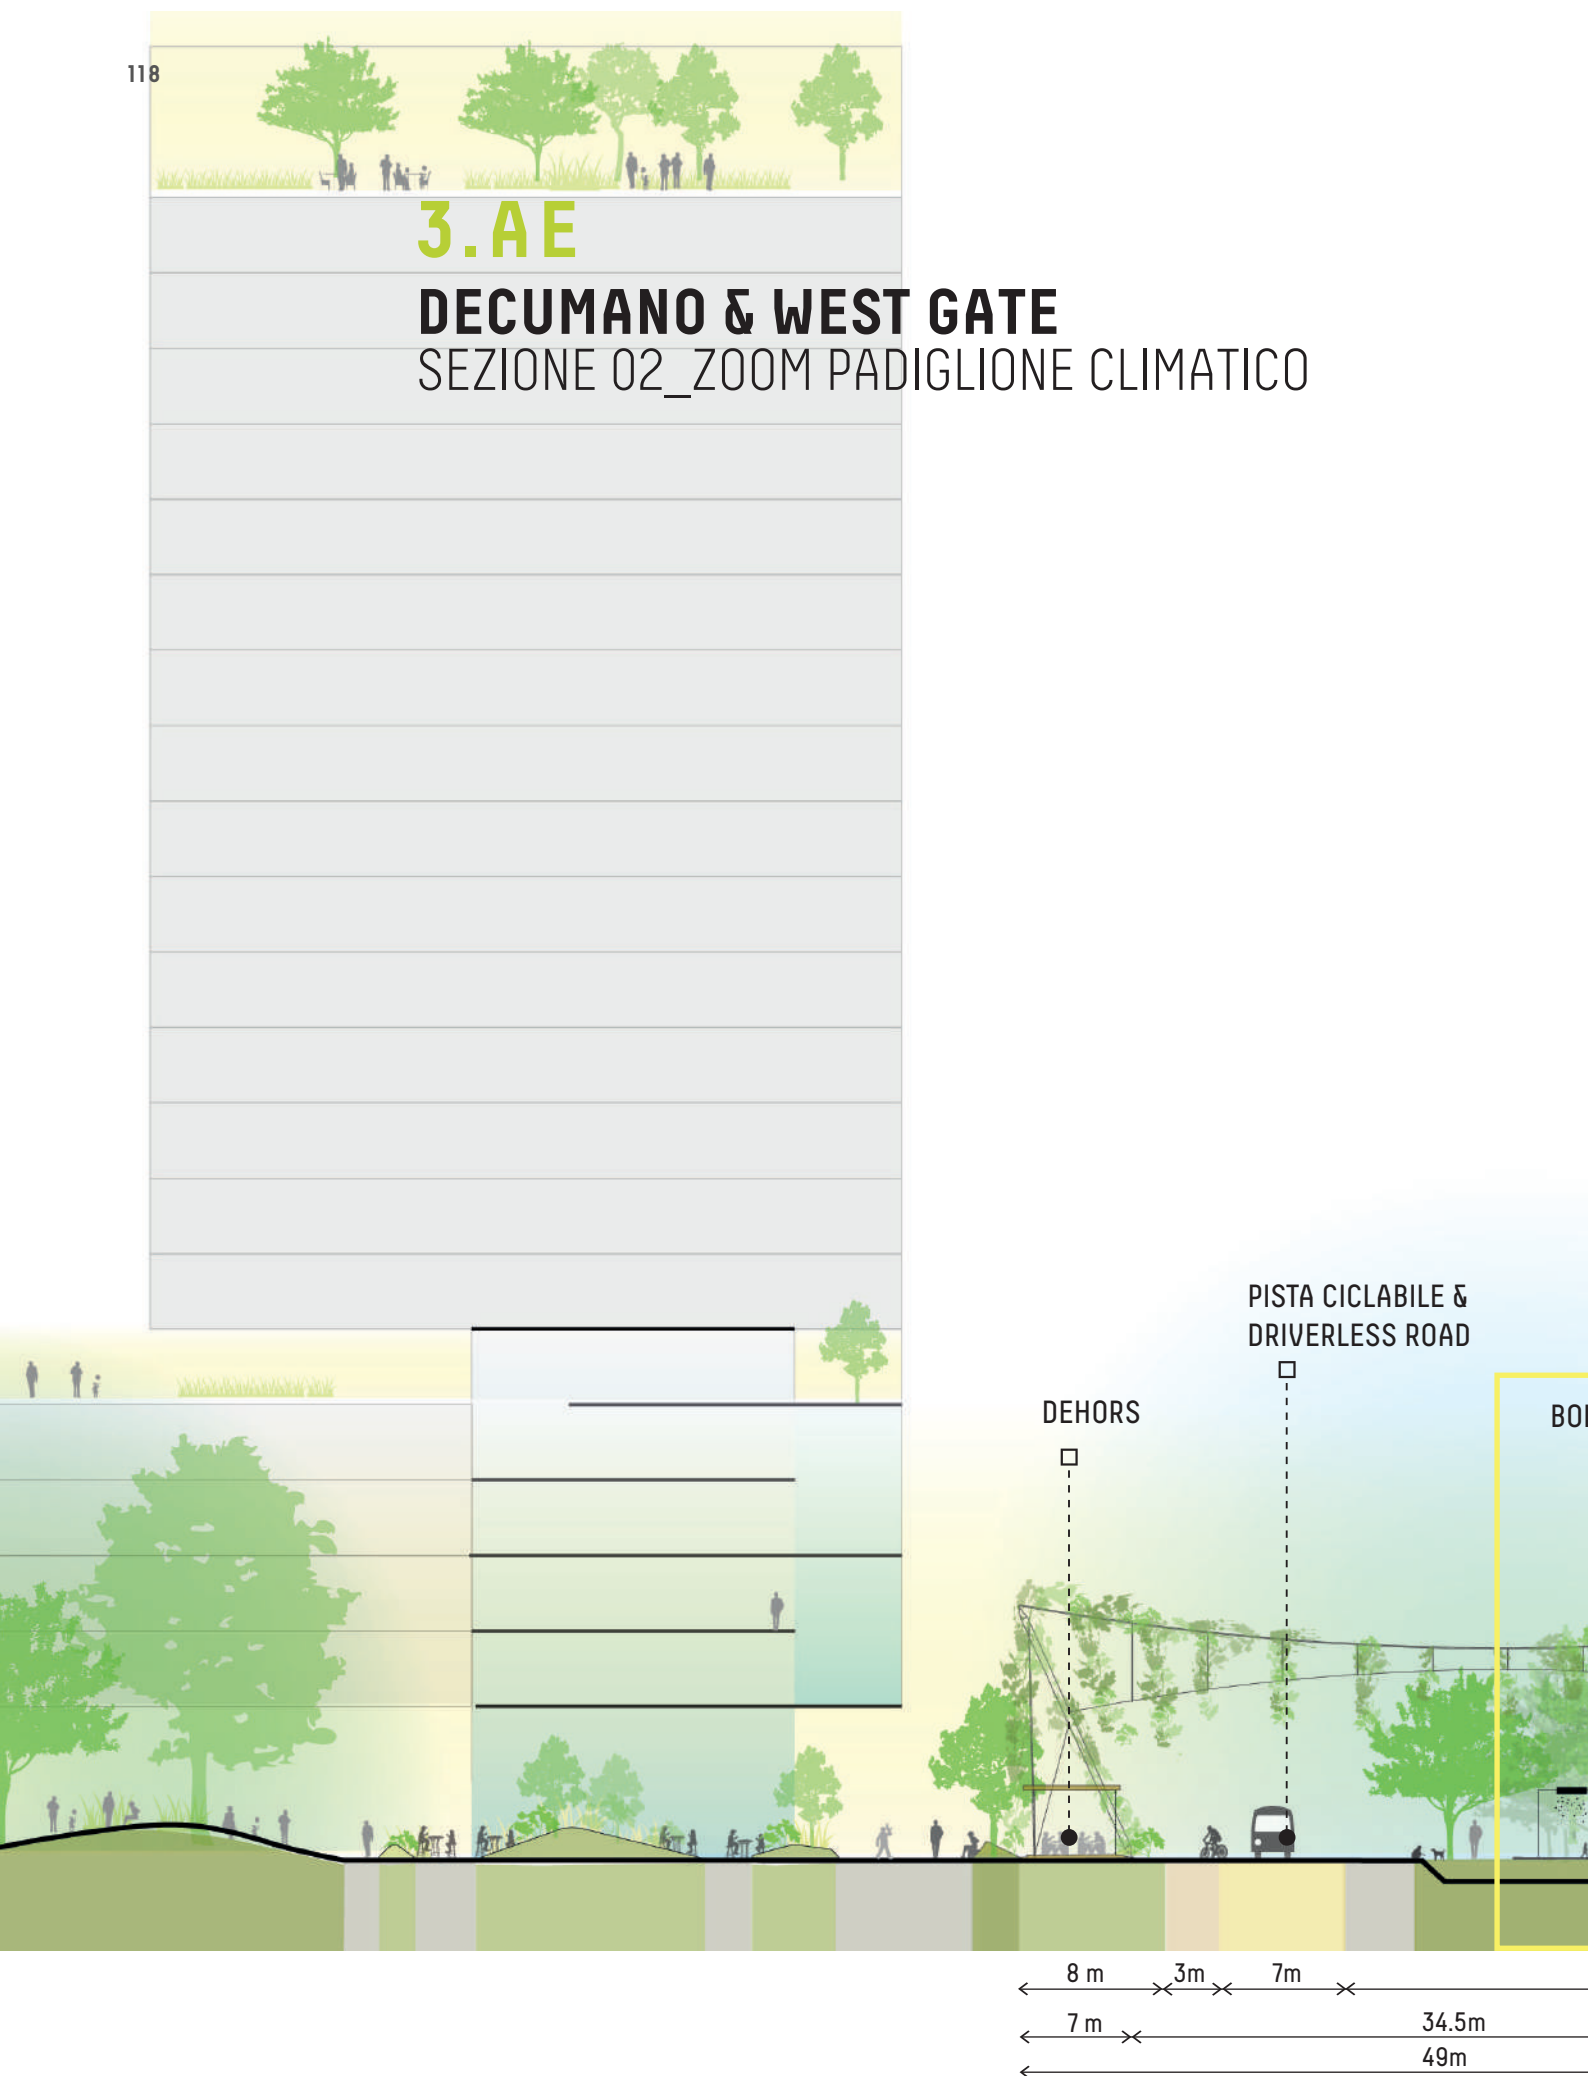 118
3.AE
DECUMANO & WEST GATE
SEZIONE 02_ZOOM PADIGLIONE CLIMATICO
PISTA CICLABILE &
DRIVERLESS ROAD
DEHORS
8 m
3m
7m
7 m
34.5m
49m